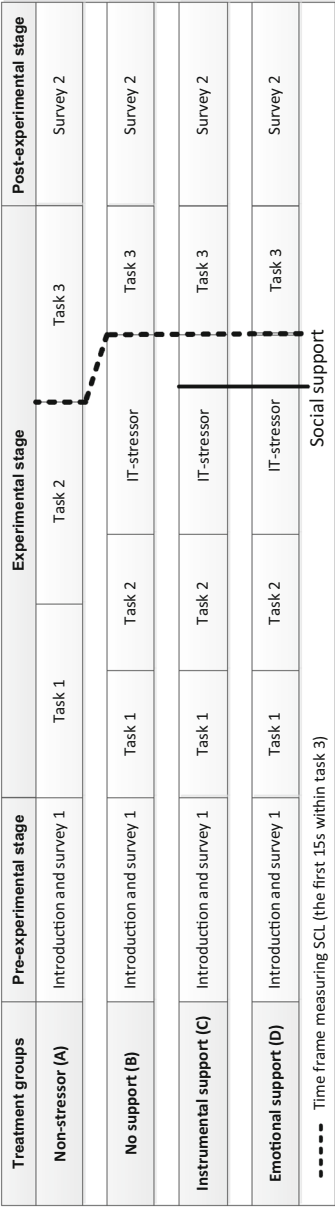 Treatment groups Pre-experimental stage Experimental stage Post-experimental stage
Non-stressor (A) Introduction and survey 1 Task 1 Task 2 Task 3 Survey 2
No support (B) Introduction and survey 1 Task 1 Task 2 IT-stressor Task 3 Survey 2
Instrumental support (C) Introduction and survey 1 Task 1 Task 2 IT-stressor Task 3 Survey 2
Emotional support (D) Introduction and survey 1 Task 1 Task 2 IT-stressor Task 3 Survey 2
Time frame measuring SCL (the first 15s within task 3) Social support